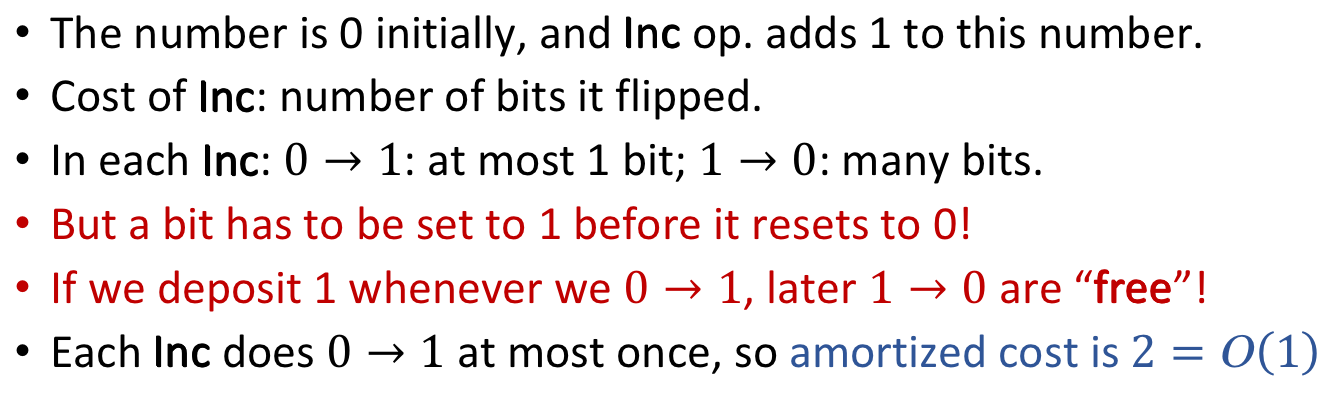 • The number is 0 initially, and Inc op. adds 1 to this number.
• Cost of Inc: number of bits it flipped.
• In each Inc: 0 → 1: at most 1 bit; 1 → 0: many bits.
• But a bit has to be set to 1 before it resets to 0!
• If we deposit 1 whenever we 0 → 1, later 1 → 0 are “free”!
• Each Inc does 0 → 1 at most once, so amortized cost is 2 = O(1)